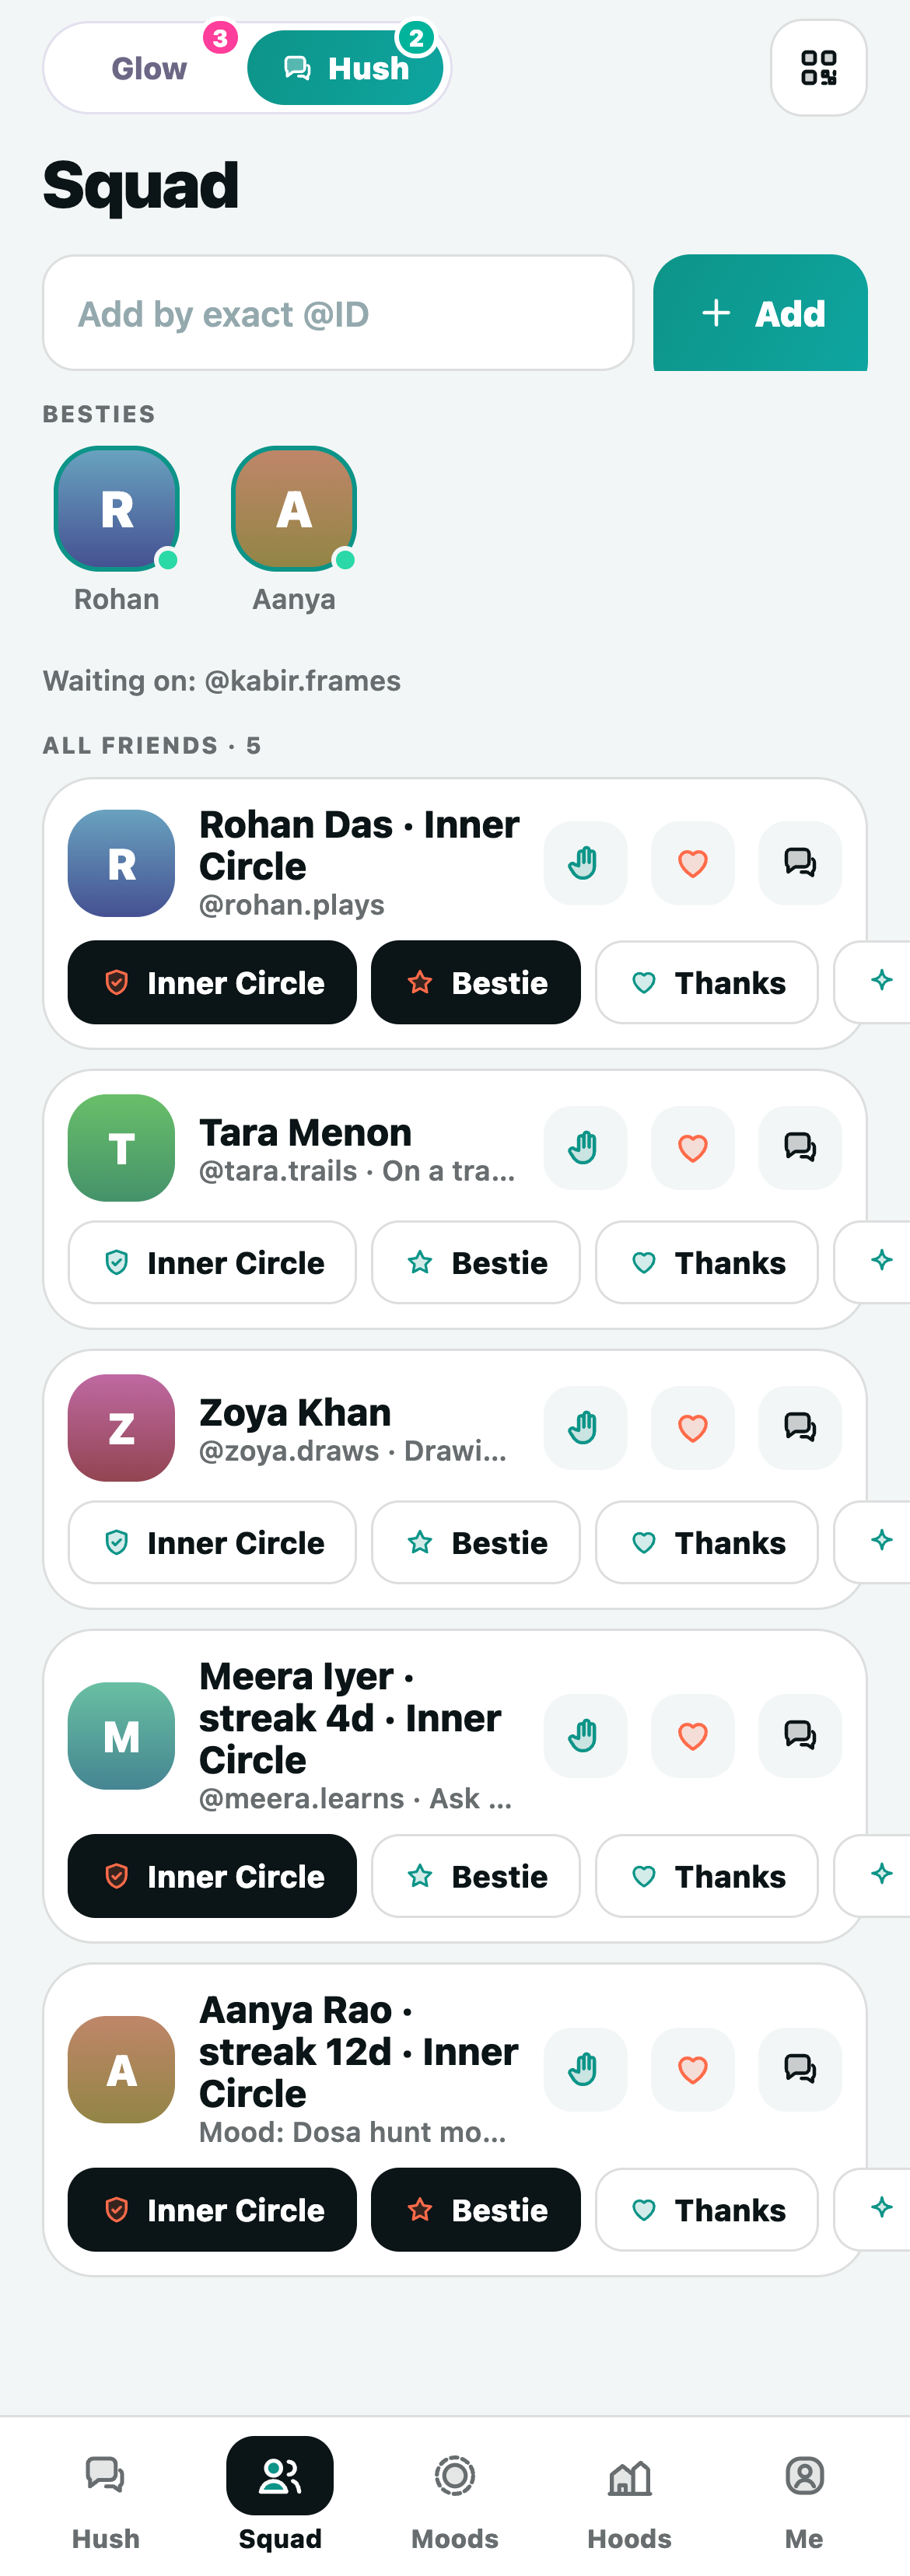 Glow
3
Hush
2
Squad
Add by exact @ID
Add
BESTIES
R
A
Rohan
Aanya
Waiting on: @kabir.frames
ALL FRIENDS · 5
R
Rohan Das · Inner
Circle
@rohan.plays
Inner Circle
Bestie
Thanks
T
Tara Menon
@tara.trails · On a tra...
Inner Circle
Bestie
Thanks
Z
Zoya Khan
@zoya.draws · Drawi...
Inner Circle
Bestie
Thanks
M
Meera Iyer ·
streak 4d · Inner
Circle
@meera.learns · Ask ...
Inner Circle
Bestie
Thanks
A
Aanya Rao ·
streak 12d · Inner
Circle
Mood: Dosa hunt mo...
Inner Circle
Bestie
Thanks
Hush
Squad
Moods
Hoods
Me